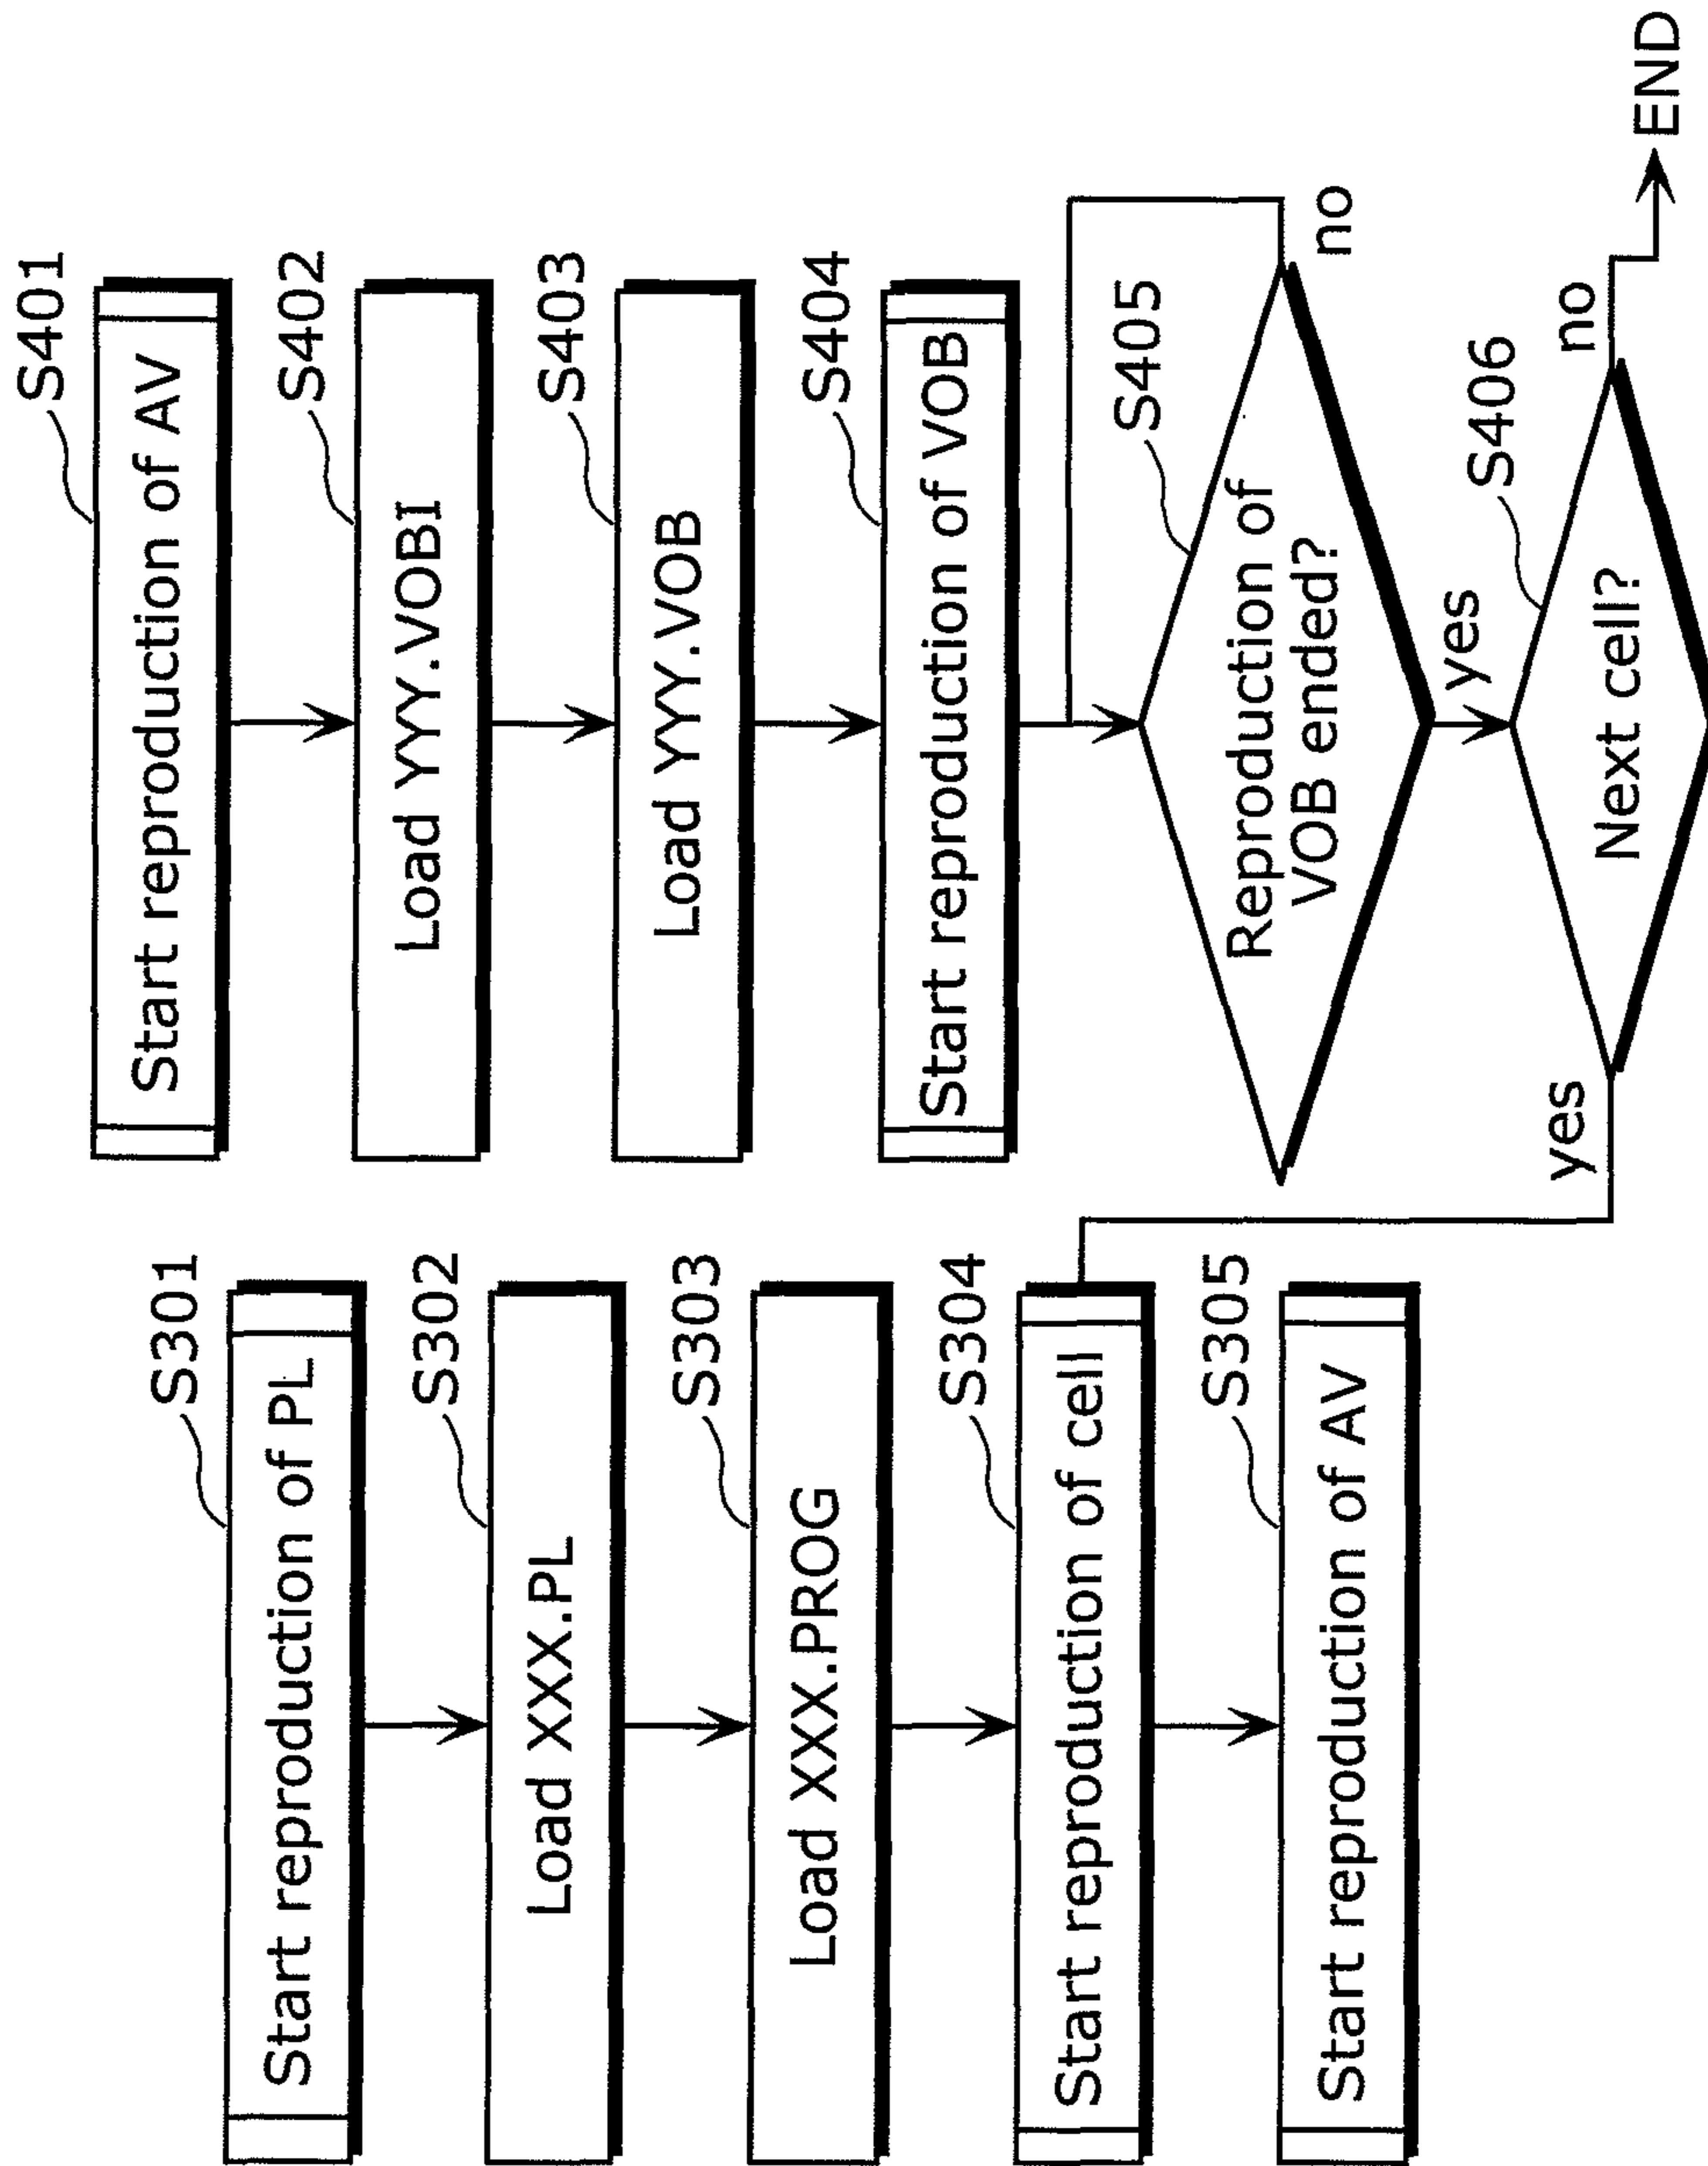 S301
Start reproduction of PL
S302
Load XXX.PL
S303
Load XXX.PROG
S304
Start reproduction of cell
S305
Start reproduction of AV
S401
Start reproduction of AV
S402
Load YYY.VOBI
S403
Load YYY.VOB
S404
Start reproduction of VOB
S405
Reproduction of
VOB ended?
no
yes
S406
Next cell?
yes
no
END